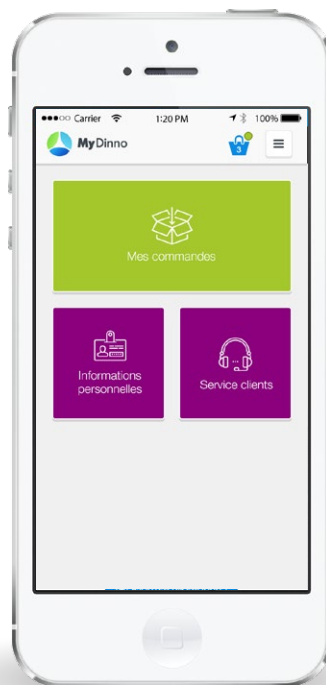 Carrier 1:20 PM 100%
MyDinno
3
Mes commandes
Informations
personnelles
Service clients